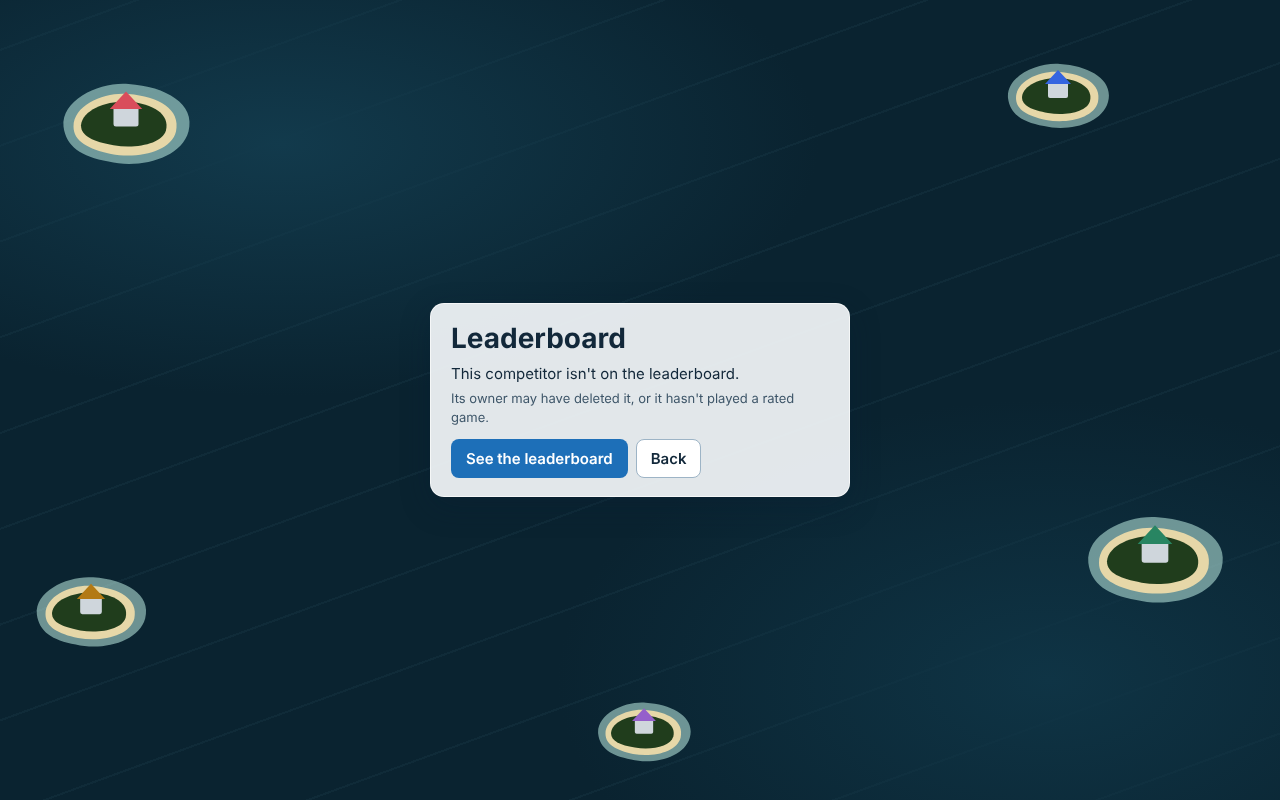 Leaderboard
This competitor isn't on the leaderboard.
Its owner may have deleted it, or it hasn't played a rated
game.
See the leaderboard
Back